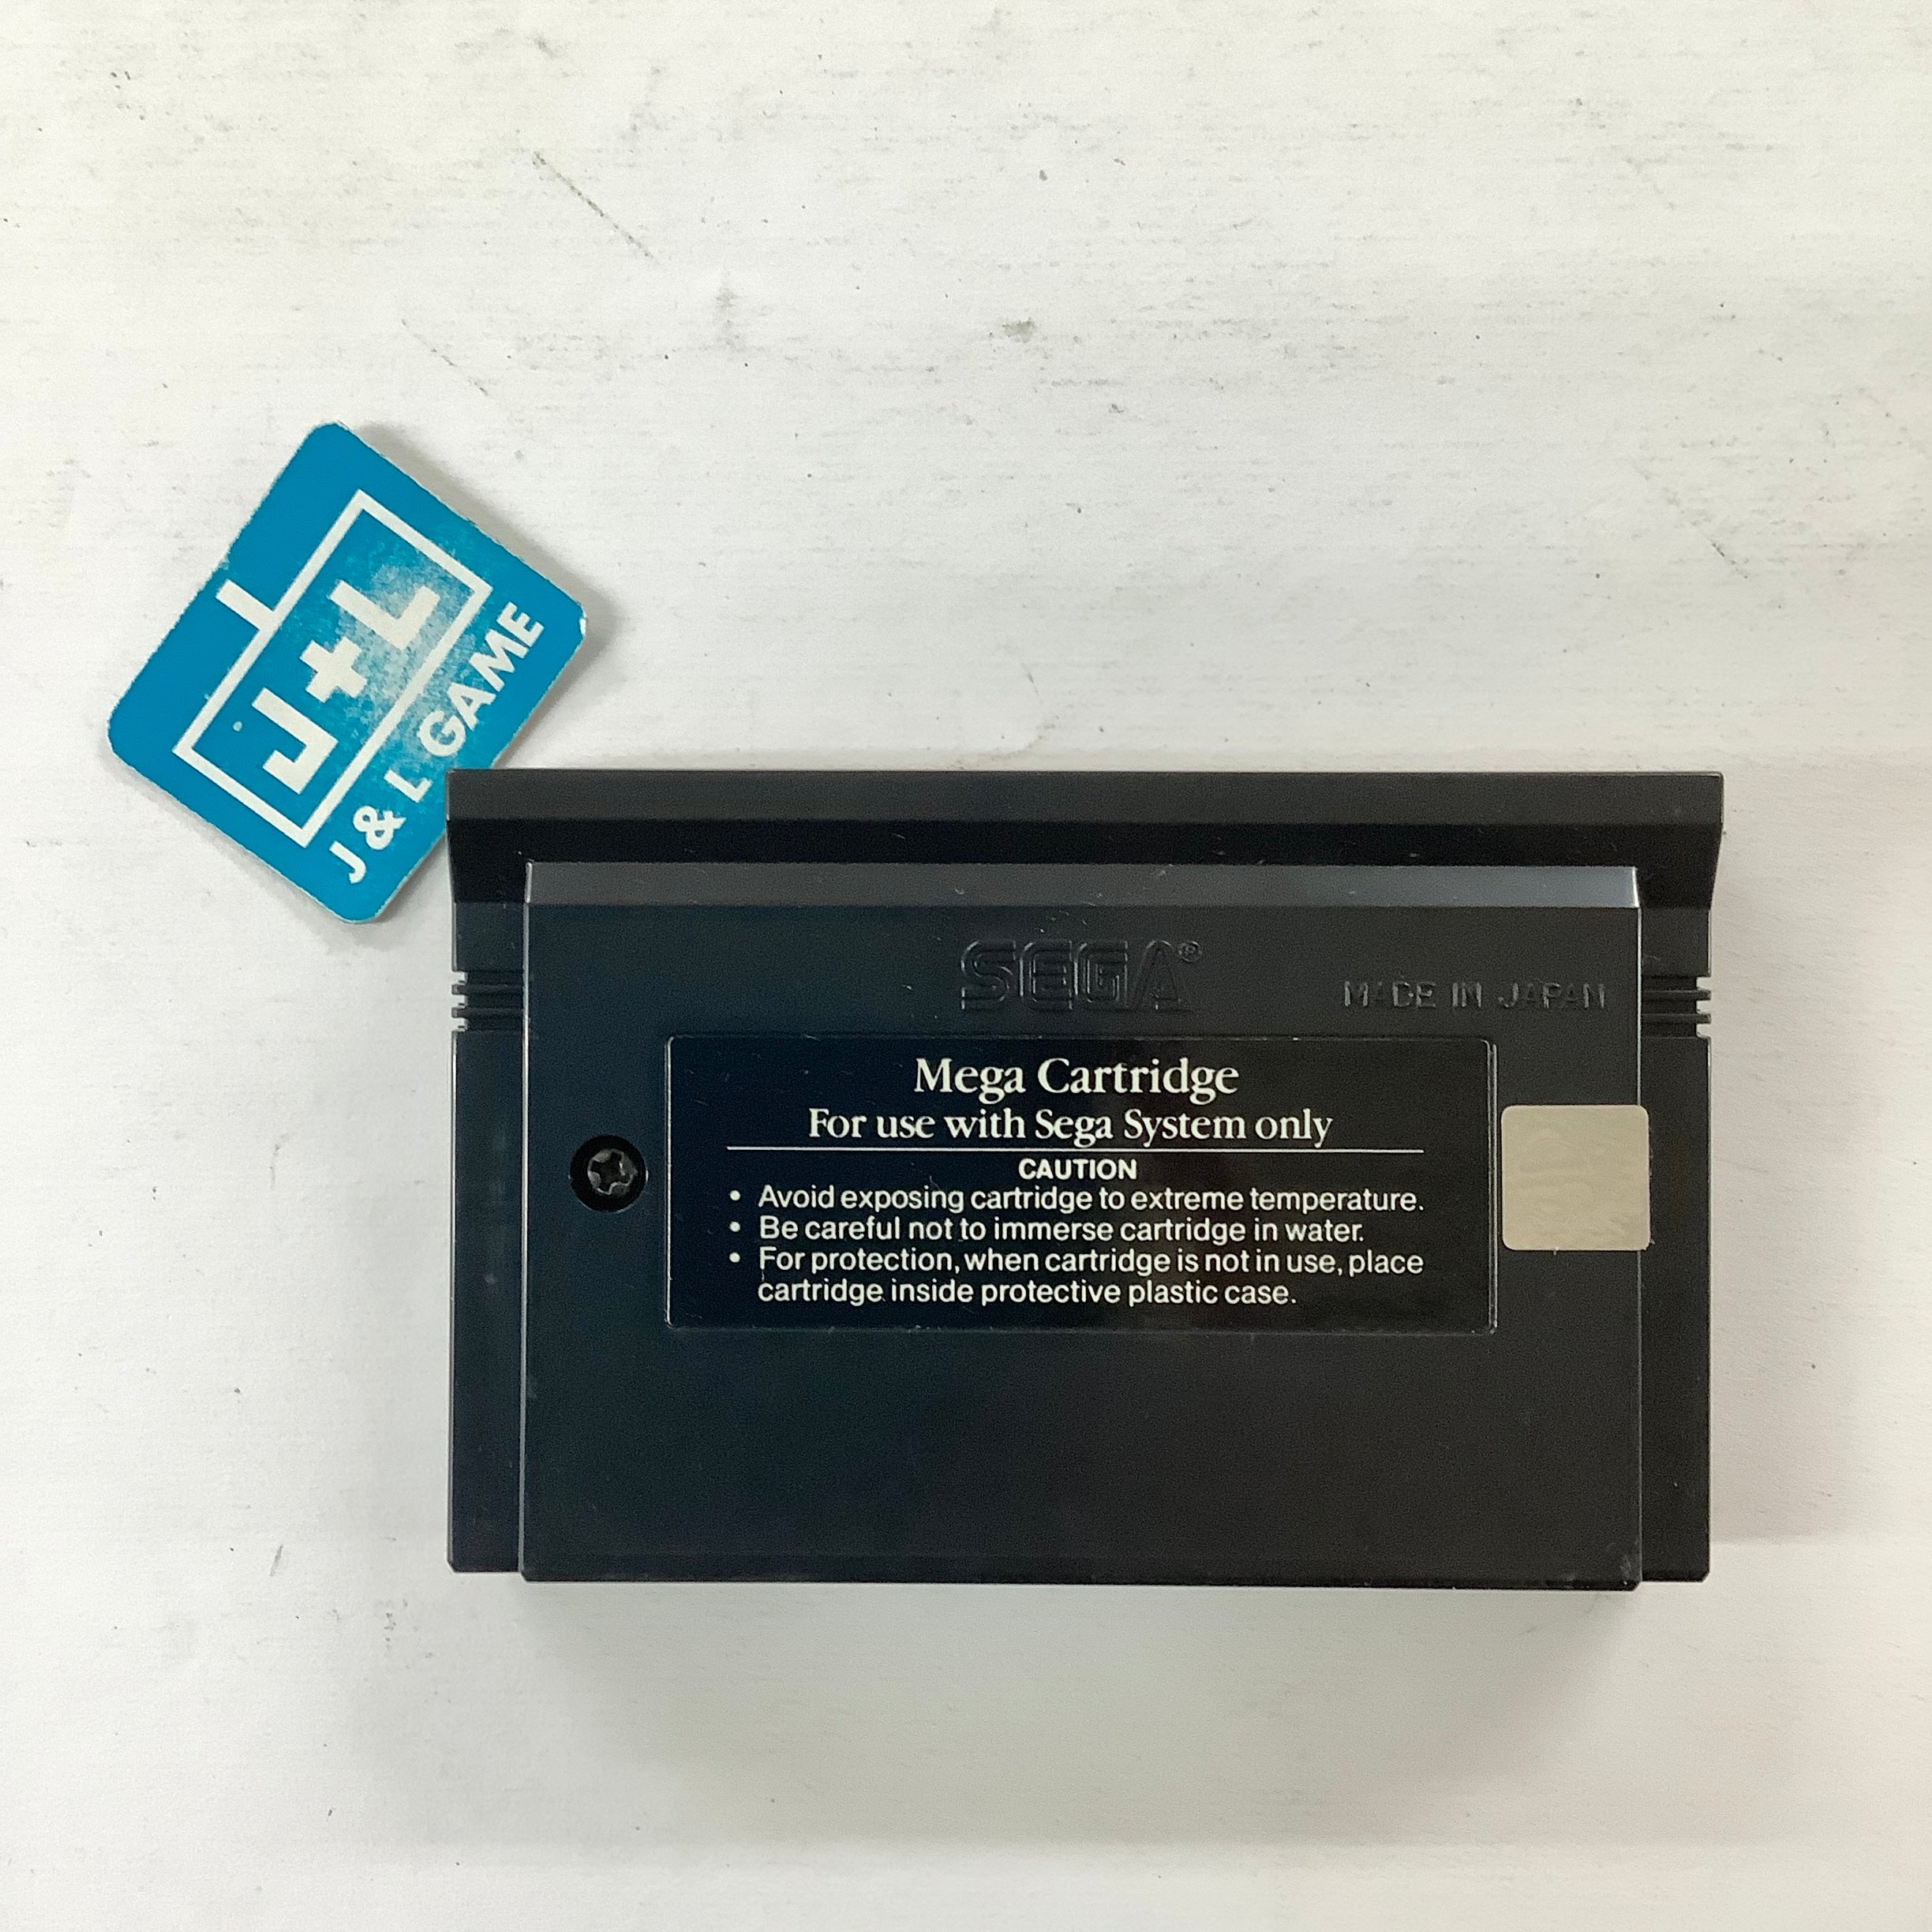 J+L
J & L GAME
SEGA®
MADE IN JAPAN
Mega Cartridge
For use with Sega System only
CAUTION
• Avoid exposing cartridge to extreme temperature.
• Be careful not to immerse cartridge in water.
• For protection, when cartridge is not in use, place
cartridge inside protective plastic case.